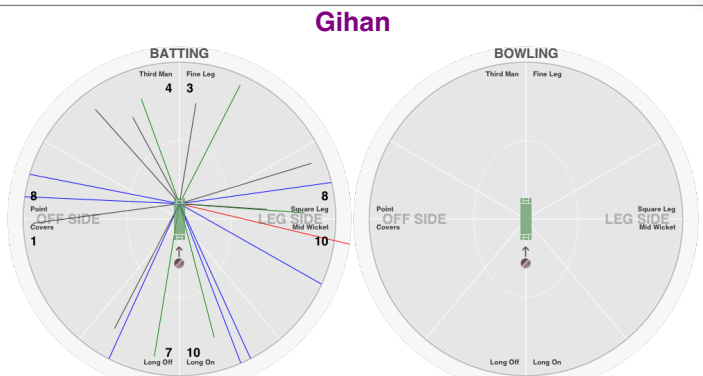 Gihan
BATTING
Third Man Fine Leg
4 3
8
Point
OFF SIDE
Covers
1
8
Square Leg
LEG SIDE
Mid Wicket
10
7 10
Long Off Long On
BOWLING
Third Man Fine Leg
Point
OFF SIDE
Covers
Square Leg
LEG SIDE
Mid Wicket
Long Off Long On